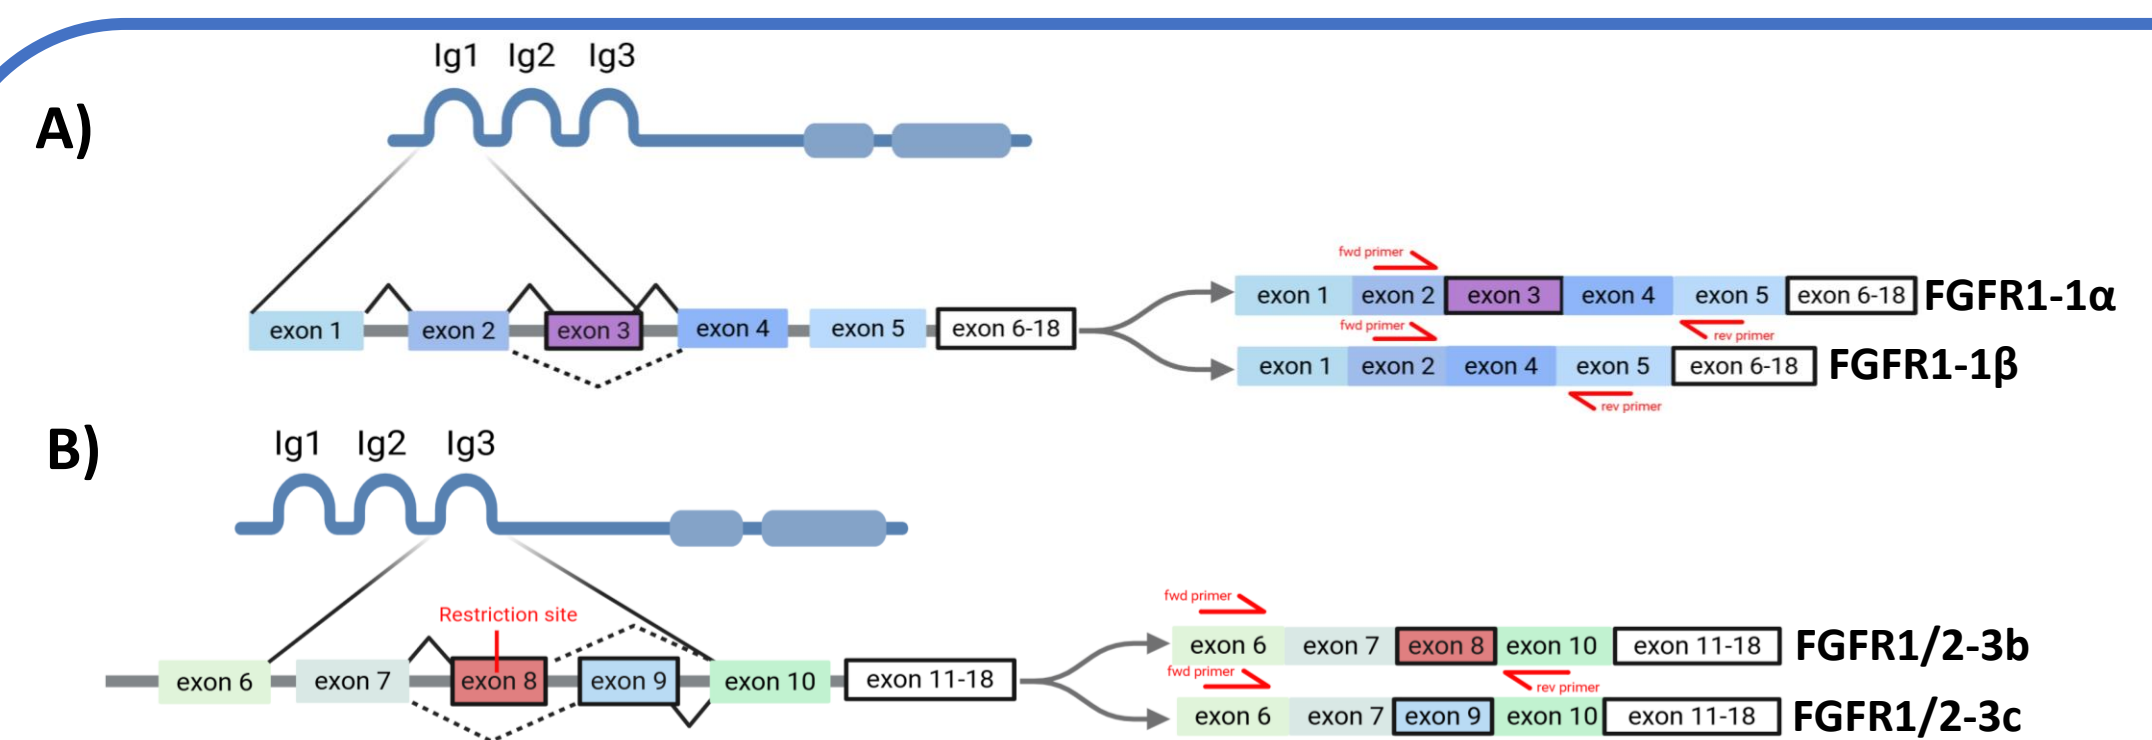 Ig1 Ig2 Ig3
A)
fwd primer
exon 1 exon 2 exon 3 exon 4 exon 5 exon 6-18 FGFR1-1α
exon 1 exon 2 exon 3 exon 4 exon 5 exon 6-18
fwd primer rev primer
exon 1 exon 2 exon 4 exon 5 exon 6-18 FGFR1-1β
rev primer
B)
Ig1 Ig2 Ig3
fwd primer
Restriction site
exon 6 exon 7 exon 8 exon 10 exon 11-18 FGFR1/2-3b
fwd primer rev primer
exon 6 exon 7 exon 8 exon 9 exon 10 exon 11-18
exon 6 exon 7 exon 9 exon 10 exon 11-18 FGFR1/2-3c